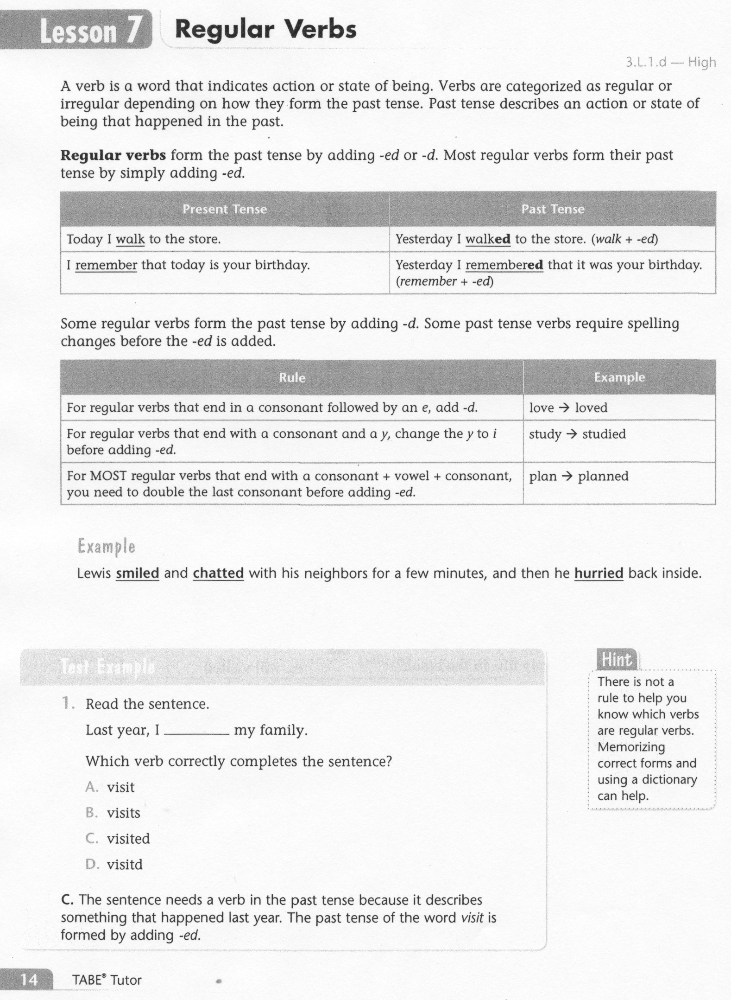 Lesson 7
Regular Verbs
3.L.1.d — High
A verb is a word that indicates action or state of being. Verbs are categorized as regular or
irregular depending on how they form the past tense. Past tense describes an action or state of
being that happened in the past.
Regular verbs form the past tense by adding -ed or -d. Most regular verbs form their past
tense by simply adding -ed.
Present Tense Past Tense
Today I walk to the store. Yesterday I walked to the store. (walk + -ed)
I remember that today is your birthday. Yesterday I remembered that it was your birthday.
(remember + -ed)
Some regular verbs form the past tense by adding -d. Some past tense verbs require spelling
changes before the -ed is added.
Rule Example
For regular verbs that end in a consonant followed by an e, add -d. love → loved
For regular verbs that end with a consonant and a y, change the y to i study → studied
before adding -ed.
For MOST regular verbs that end with a consonant + vowel + consonant, plan → planned
you need to double the last consonant before adding -ed.
Example
Lewis smiled and chatted with his neighbors for a few minutes, and then he hurried back inside.
Test Example
1. Read the sentence.
Last year, I ________ my family.
Which verb correctly completes the sentence?
A. visit
B. visits
C. visited
D. visitd
C. The sentence needs a verb in the past tense because it describes
something that happened last year. The past tense of the word visit is
formed by adding -ed.
Hint
There is not a
rule to help you
know which verbs
are regular verbs.
Memorizing
correct forms and
using a dictionary
can help.
14 TABE® Tutor